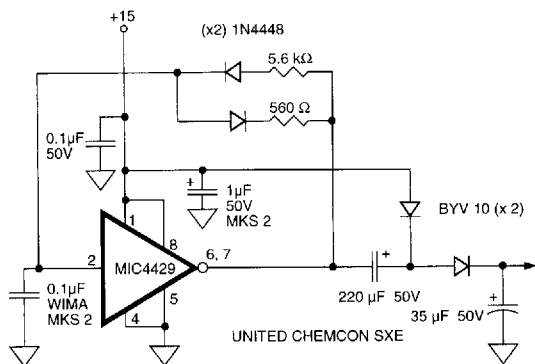 +15
(x2) 1N4448
5.6 kΩ
560 Ω
0.1µF
50V
+
1µF
50V
MKS 2
BYV 10 (x 2)
1
8
6, 7
2
MIC4429
+
0.1µF
WIMA
MKS 2
5
4
220 µF 50V
+
35 µF 50V
UNITED CHEMCON SXE